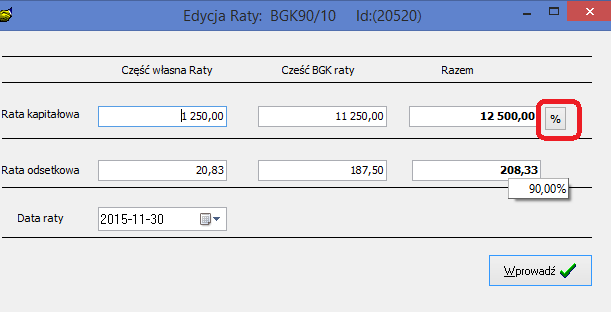 Edycja Raty: BGK90/10 Id:(20520)
Część własna Raty Cześć BGK raty Razem
Rata kapitałowa 1 250,00 11 250,00 12 500,00 %
Rata odsetkowa 20,83 187,50 208,33
90,00%
Data raty 2015-11-30
Wprowadź